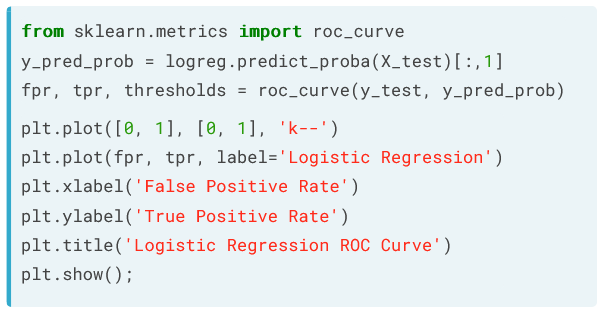 from sklearn.metrics import roc_curve
y_pred_prob = logreg.predict_proba(X_test)[:,1]
fpr, tpr, thresholds = roc_curve(y_test, y_pred_prob)
plt.plot([0, 1], [0, 1], 'k--')
plt.plot(fpr, tpr, label='Logistic Regression')
plt.xlabel('False Positive Rate')
plt.ylabel('True Positive Rate')
plt.title('Logistic Regression ROC Curve')
plt.show();